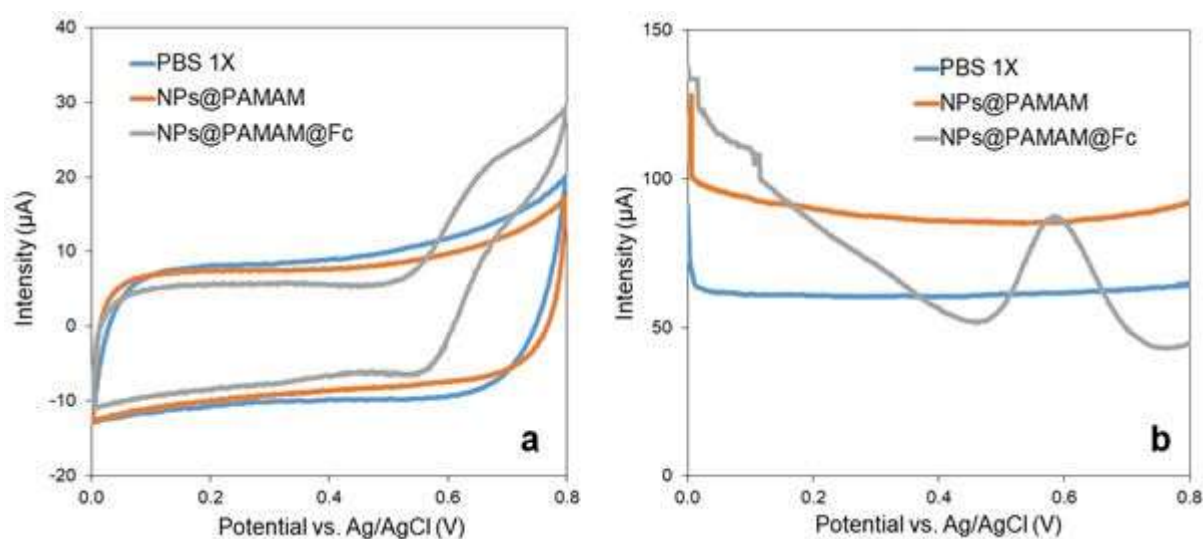 40
30
20
10
0
-10
-20
Intensity (µA)
PBS 1X
NPs@PAMAM
NPs@PAMAM@Fc
a
0.0 0.2 0.4 0.6 0.8
Potential vs. Ag/AgCl (V)
150
100
50
0
Intensity (µA)
PBS 1X
NPs@PAMAM
NPs@PAMAM@Fc
b
0.0 0.2 0.4 0.6 0.8
Potential vs. Ag/AgCl (V)